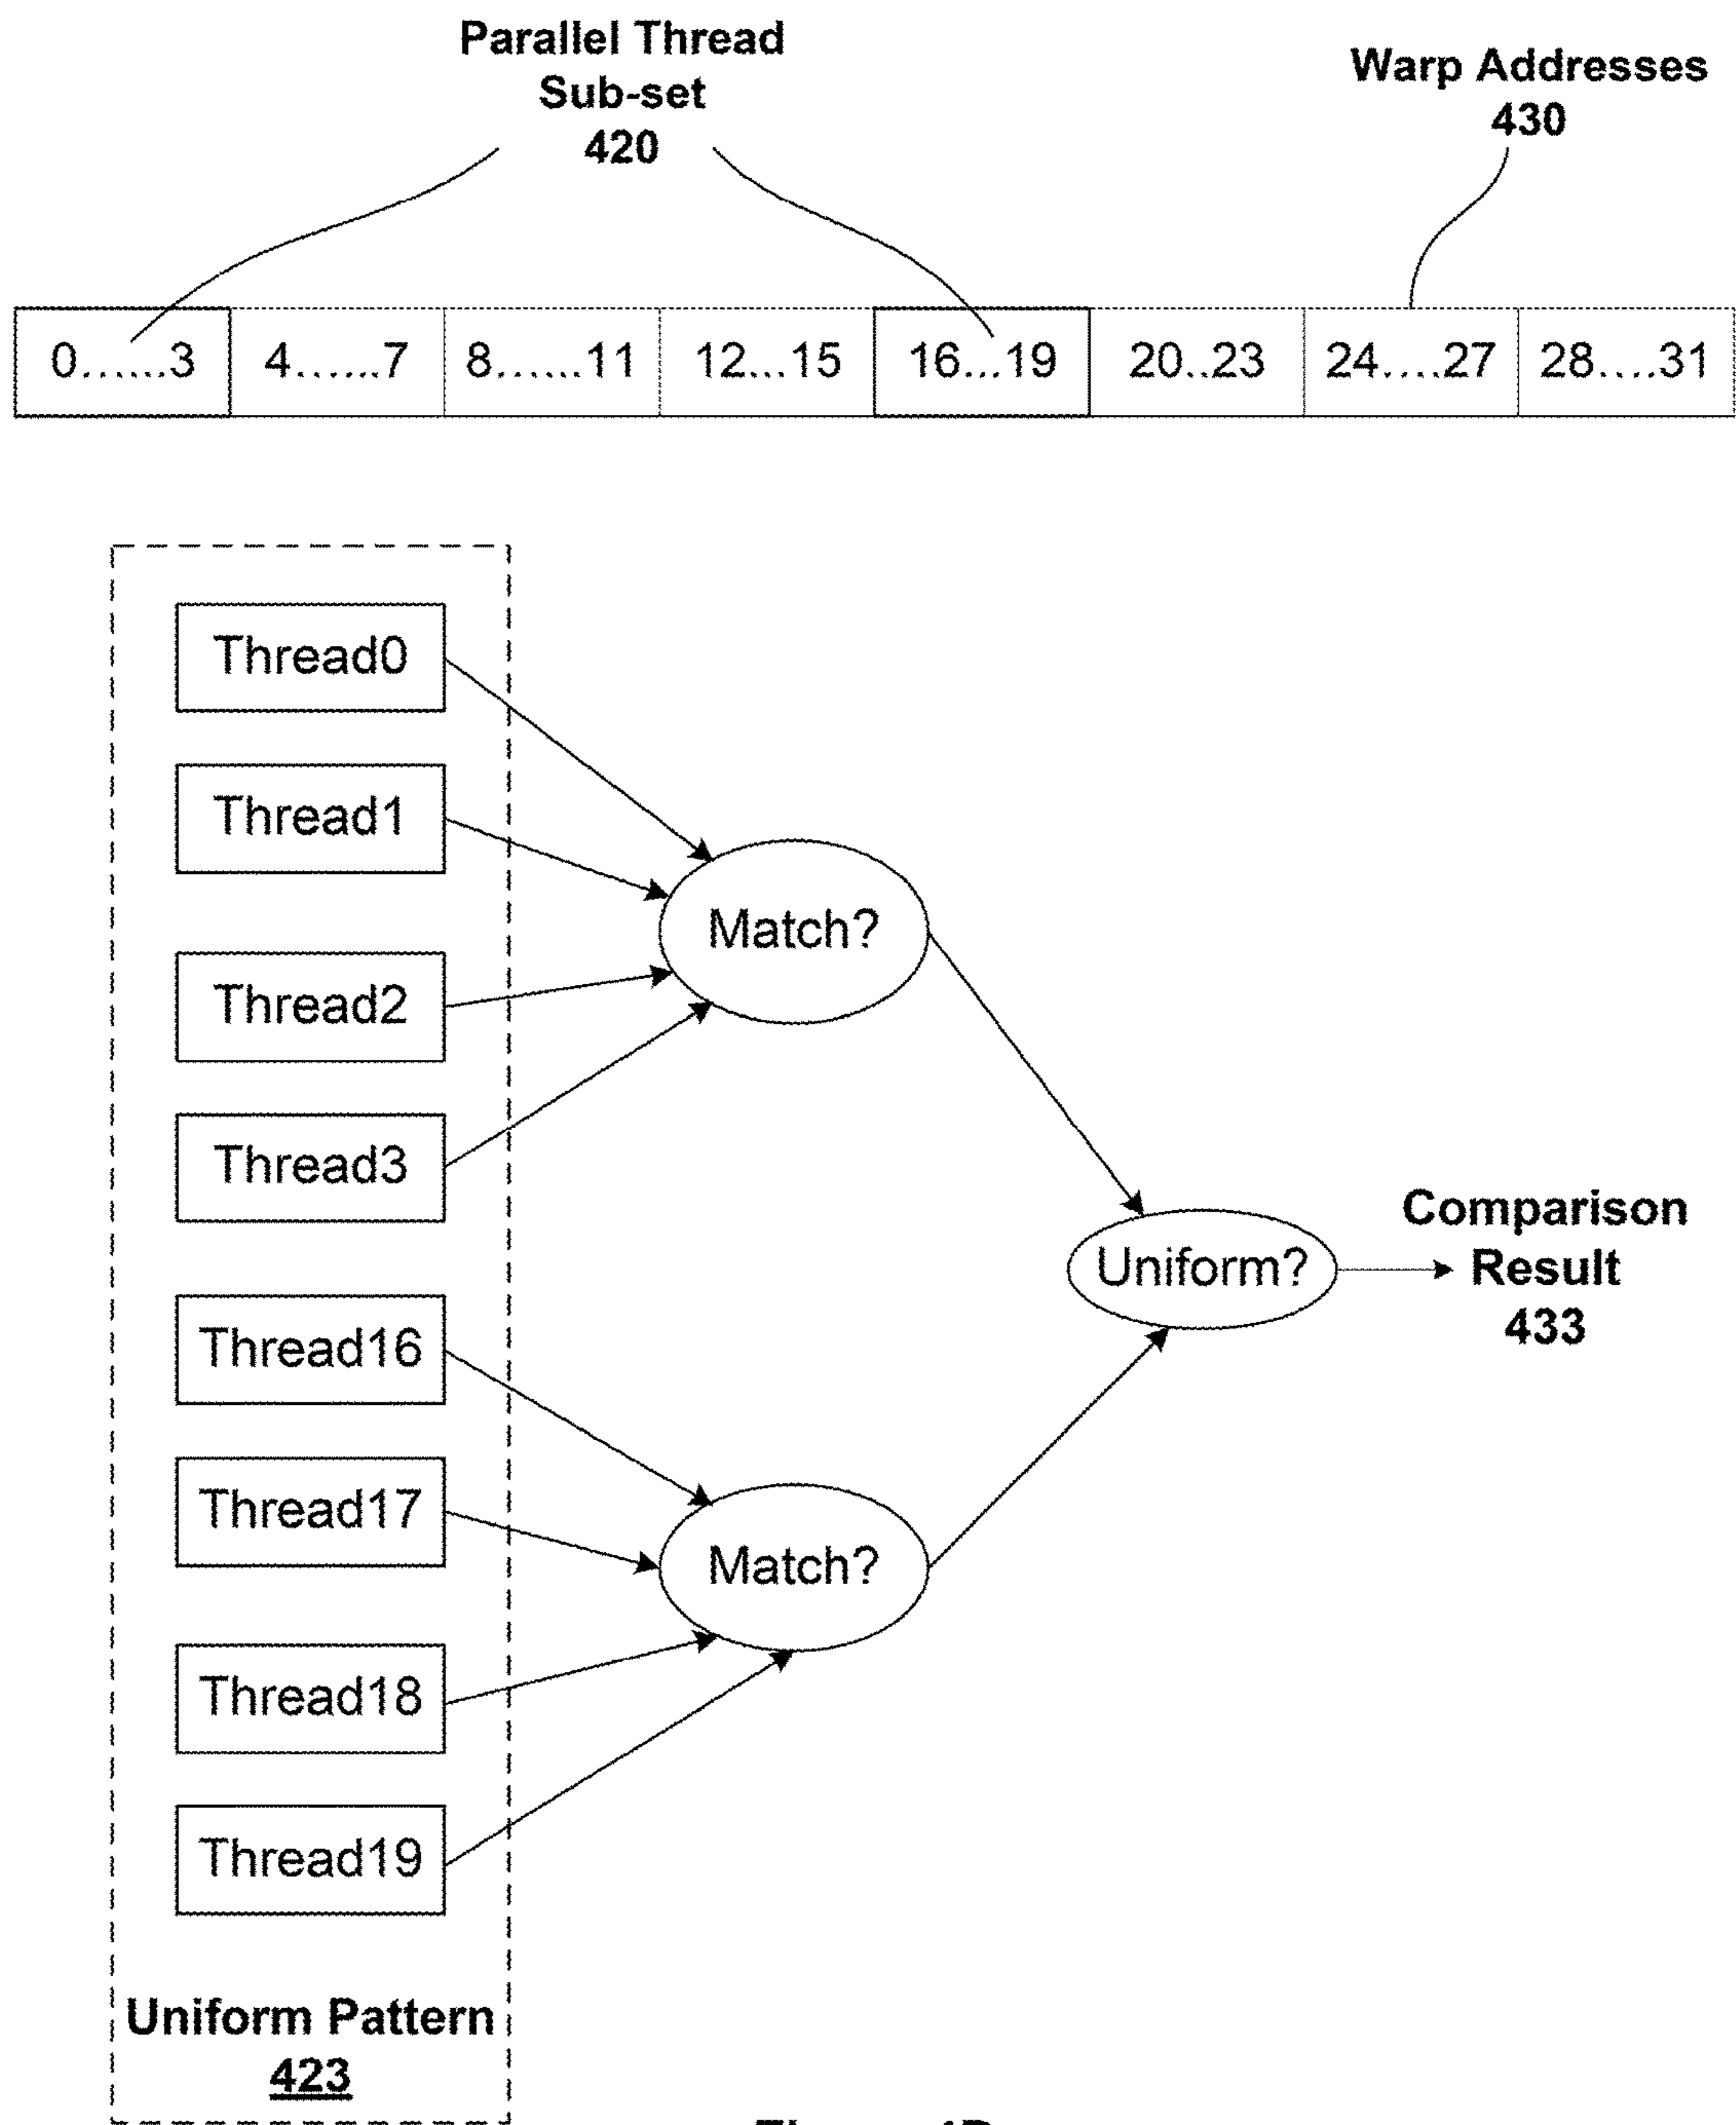 Parallel Thread
Sub-set
420
Warp Addresses
430
0......3 4......7 8......11 12...15 16...19 20..23 24....27 28....31
Thread0
Thread1
Match?
Thread2
Thread3
Comparison
Uniform? Result
433
Thread16
Thread17
Match?
Thread18
Thread19
Uniform Pattern
423